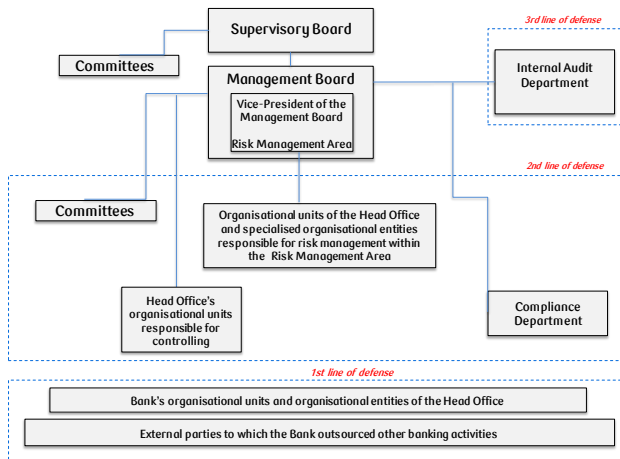 3rd line of defense
Supervisory Board
Committees
Management Board
Vice-President of the
Management Board
Risk Management Area
Internal Audit
Department
2nd line of defense
Committees
Organisational units of the Head Office
and specialised organisational entities
responsible for risk management within
the Risk Management Area
Head Office's
organisational units
responsible for
controlling
Compliance
Department
1st line of defense
Bank's organisational units and organisational entities of the Head Office
External parties to which the Bank outsourced other banking activities